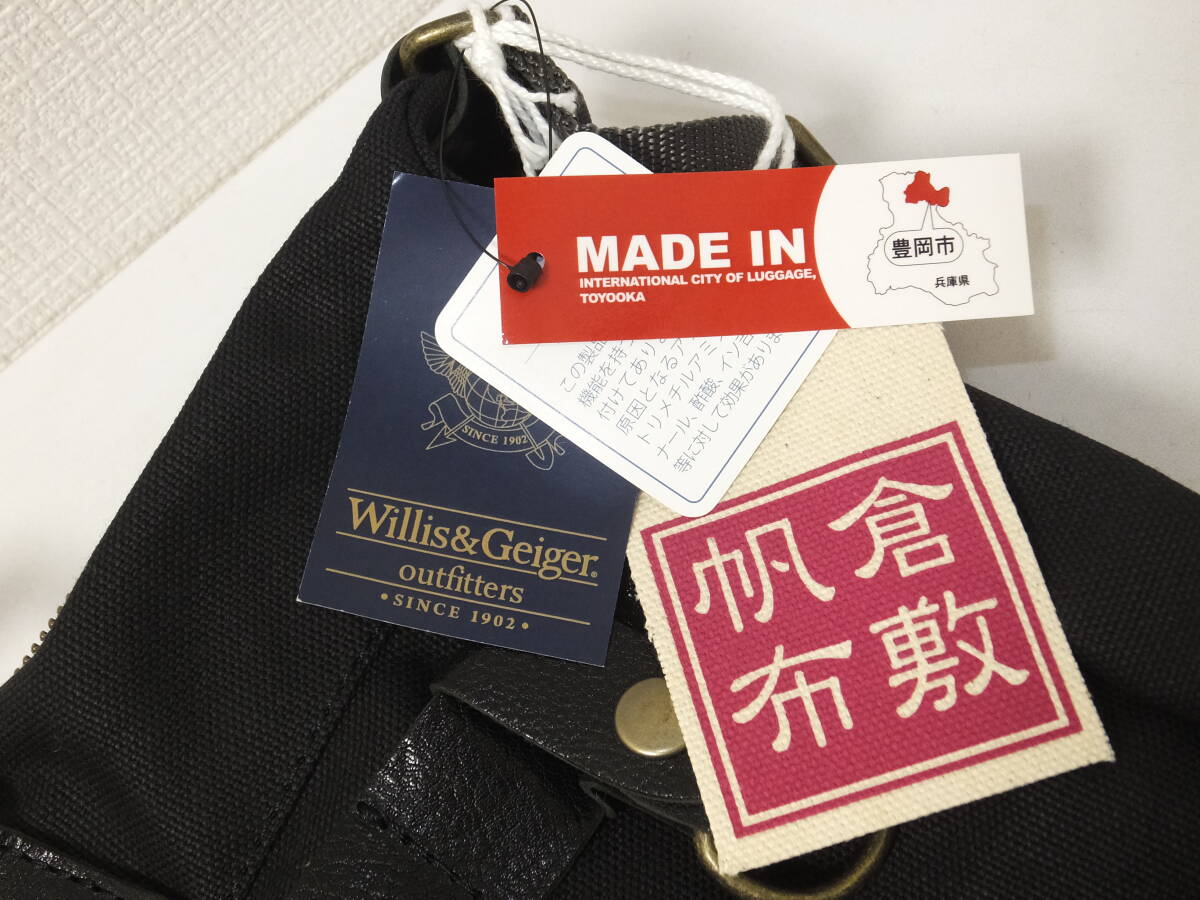 MADE IN
INTERNATIONAL CITY OF LUGGAGE,
TOYOOKA
豊岡市
兵庫県
この製品
機能を持
付けてあり
原因となるア
トリメチルアミ
ナール、酢酸、イソ
等に対して効果があります
SINCE 1902
Willis&Geiger®
outfitters
•SINCE 1902•
倉敷
帆布